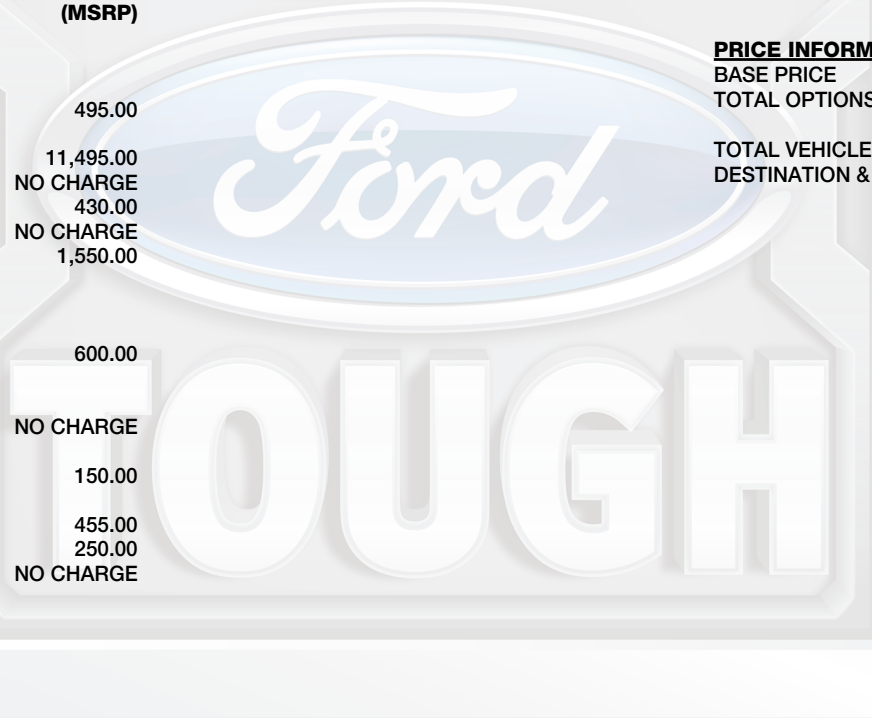 (MSRP)
495.00
11,495.00
NO CHARGE
430.00
NO CHARGE
1,550.00
600.00
NO CHARGE
150.00
455.00
250.00
NO CHARGE
PRICE INFORM
BASE PRICE
TOTAL OPTIONS
TOTAL VEHICLE
DESTINATION &
Ford
TOUGH